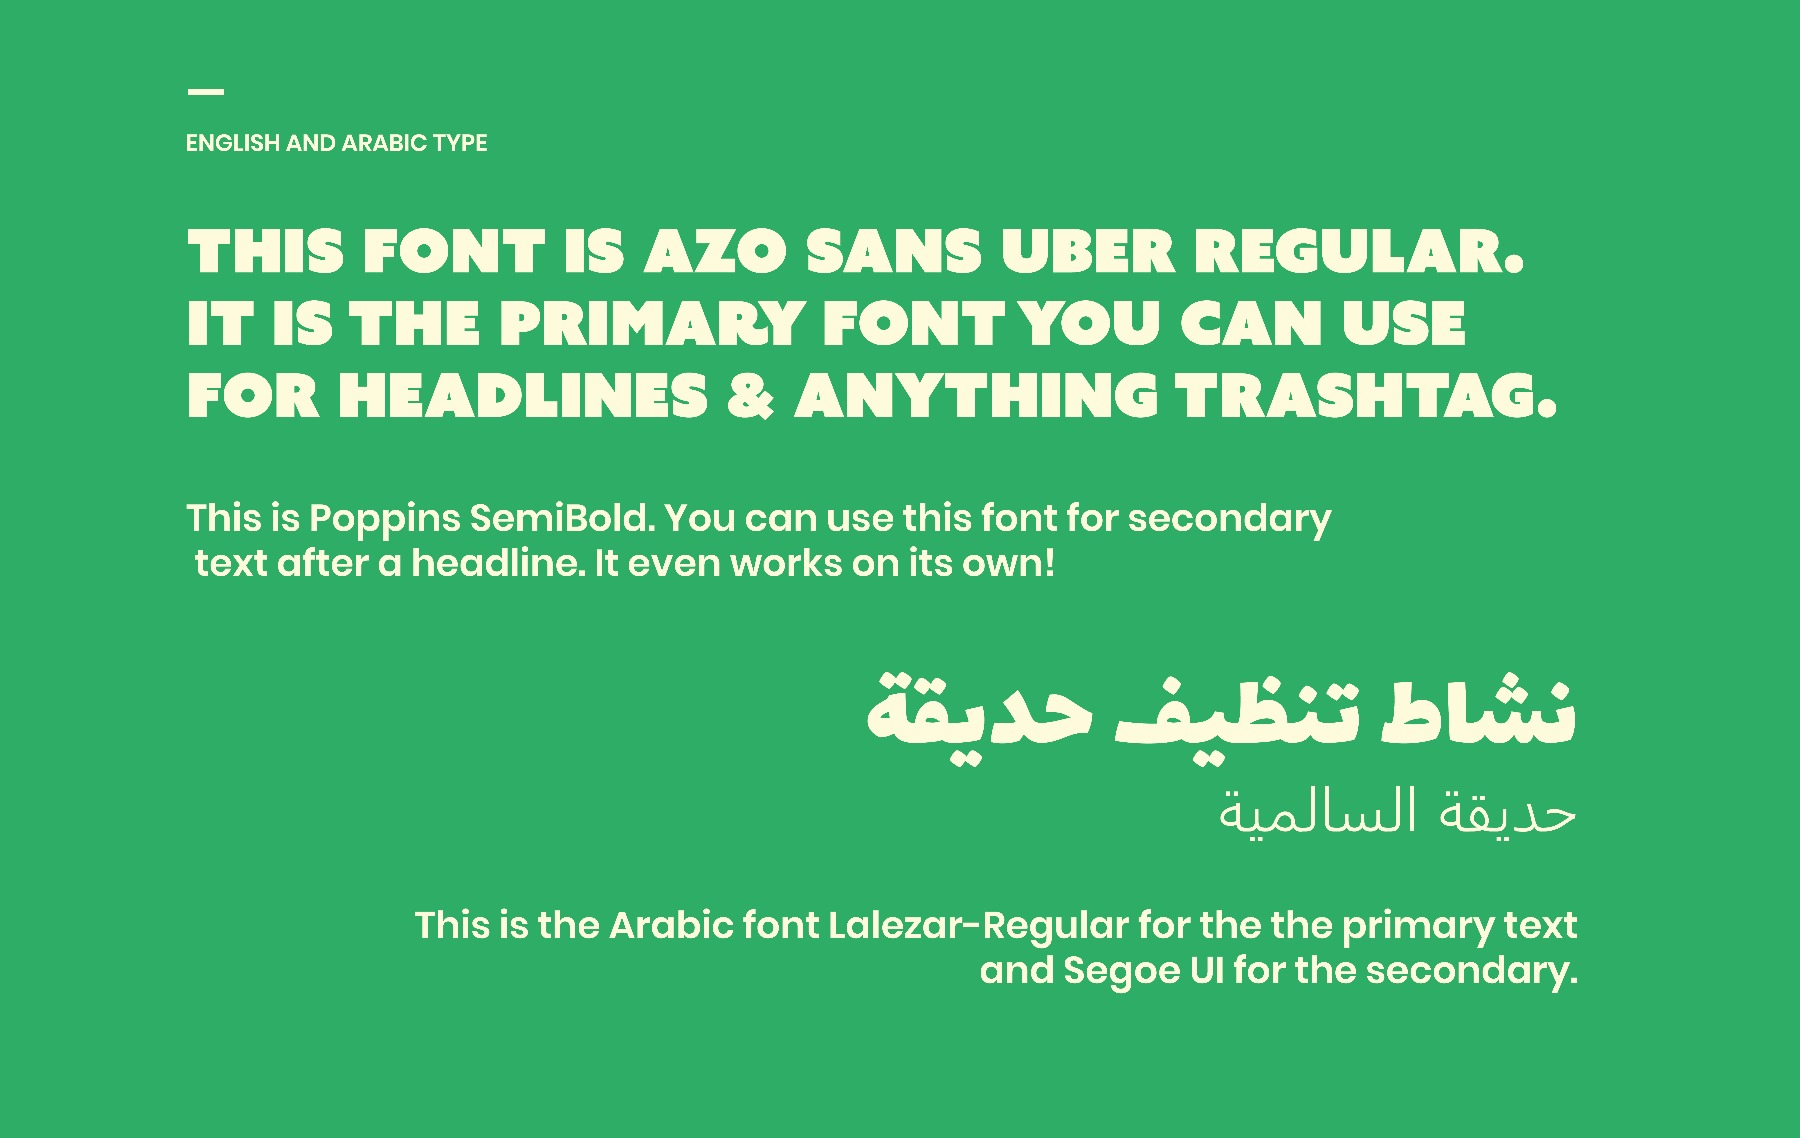 ENGLISH AND ARABIC TYPE
THIS FONT IS AZO SANS UBER REGULAR.
IT IS THE PRIMARY FONT YOU CAN USE
FOR HEADLINES & ANYTHING TRASHTAG.
This is Poppins SemiBold. You can use this font for secondary
text after a headline. It even works on its own!
نشاط تنظيف حديقة
حديقة السالمية
This is the Arabic font Lalezar-Regular for the the primary text
and Segoe UI for the secondary.